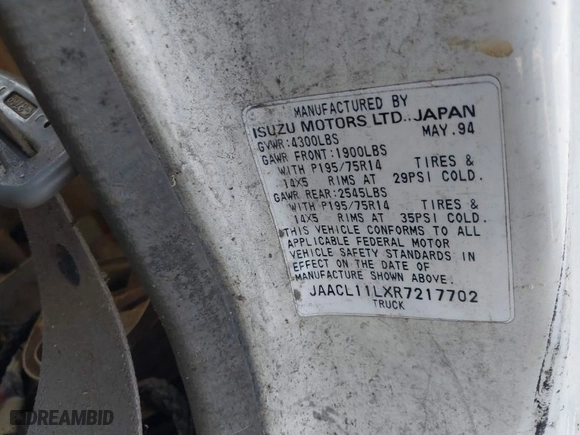 MANUFACTURED BY
ISUZU MOTORS LTD., JAPAN
GVWR:4300LBS MAY.94
GAWR FRONT:1900LBS
WITH P195/75R14 TIRES &
14X5 RIMS AT 29PSI COLD.
GAWR REAR:2545LBS
WITH P195/75R14 TIRES &
14X5 RIMS AT 35PSI COLD.
THIS VEHICLE CONFORMS TO ALL
APPLICABLE FEDERAL MOTOR
VEHICLE SAFETY STANDARDS IN
EFFECT ON THE DATE OF
MANUFACTURE SHOWN ABOVE.
JAACL11LXR7217702
TRUCK
DREAMBID